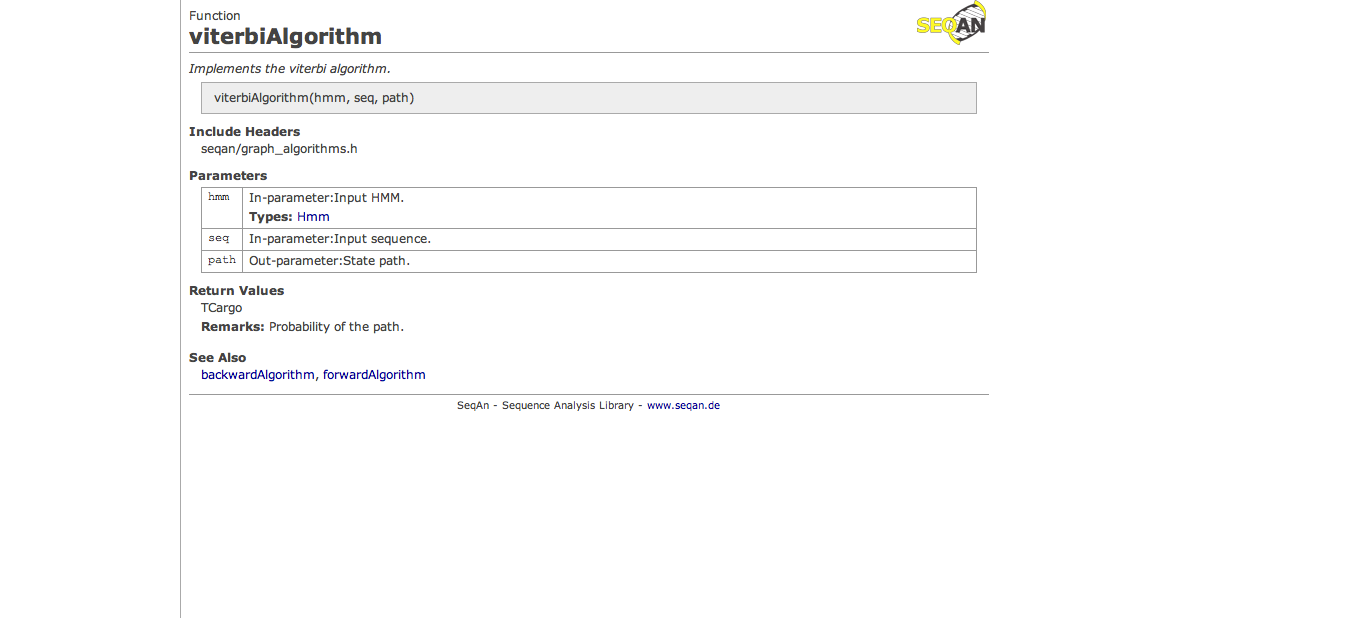 Function
SEQAN
viterbiAlgorithm
Implements the viterbi algorithm.
viterbiAlgorithm(hmm, seq, path)
Include Headers
seqan/graph_algorithms.h
Parameters
hmm In-parameter:Input HMM.
Types: Hmm
seq In-parameter:Input sequence.
path Out-parameter:State path.
Return Values
TCargo
Remarks: Probability of the path.
See Also
backwardAlgorithm, forwardAlgorithm
SeqAn - Sequence Analysis Library - www.seqan.de